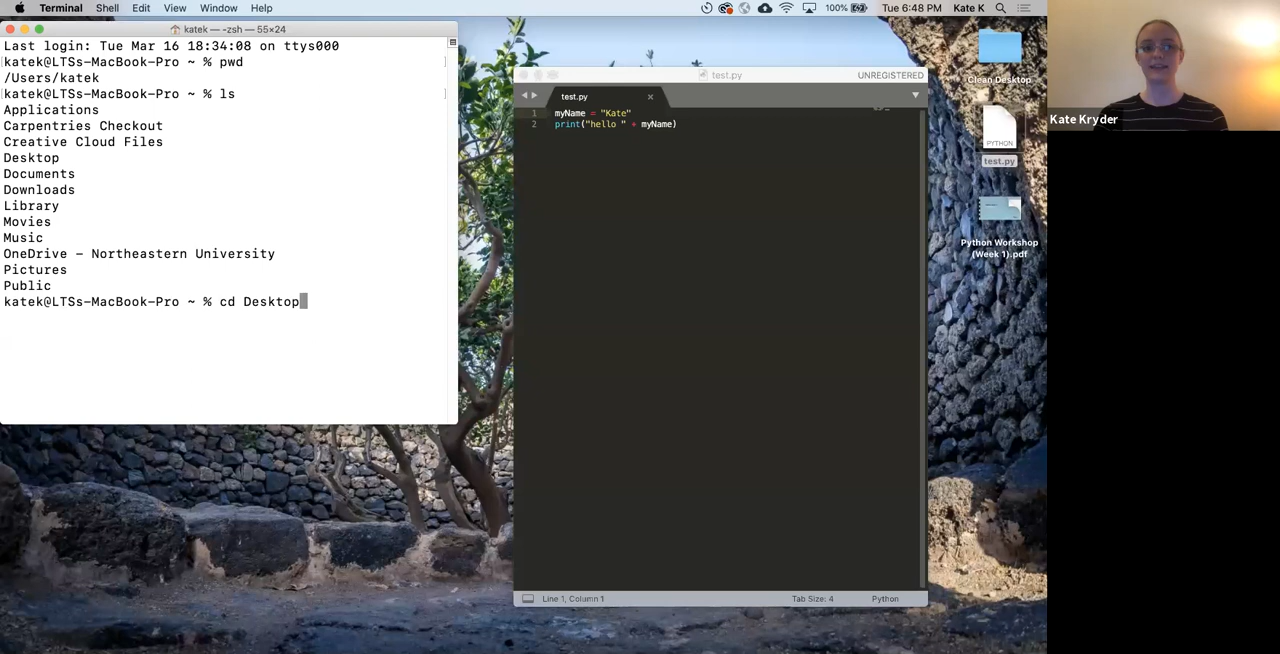 Terminal Shell Edit View Window Help
100% Tue 6:48 PM Kate K
katek — -zsh — 55×24
Last login: Tue Mar 16 18:34:08 on ttys000
katek@LTSs-MacBook-Pro ~ % pwd
/Users/katek
katek@LTSs-MacBook-Pro ~ % ls
Applications
Carpentries Checkout
Creative Cloud Files
Desktop
Documents
Downloads
Library
Movies
Music
OneDrive - Northeastern University
Pictures
Public
katek@LTSs-MacBook-Pro ~ % cd Desktop
test.py UNREGISTERED
test.py
1 myName = "Kate"
2 print("hello " + myName)
Line 1, Column 1 Tab Size: 4 Python
Clean Desktop
PYTHON
test.py
Python Workshop
(Week 1).pdf
Kate Kryder